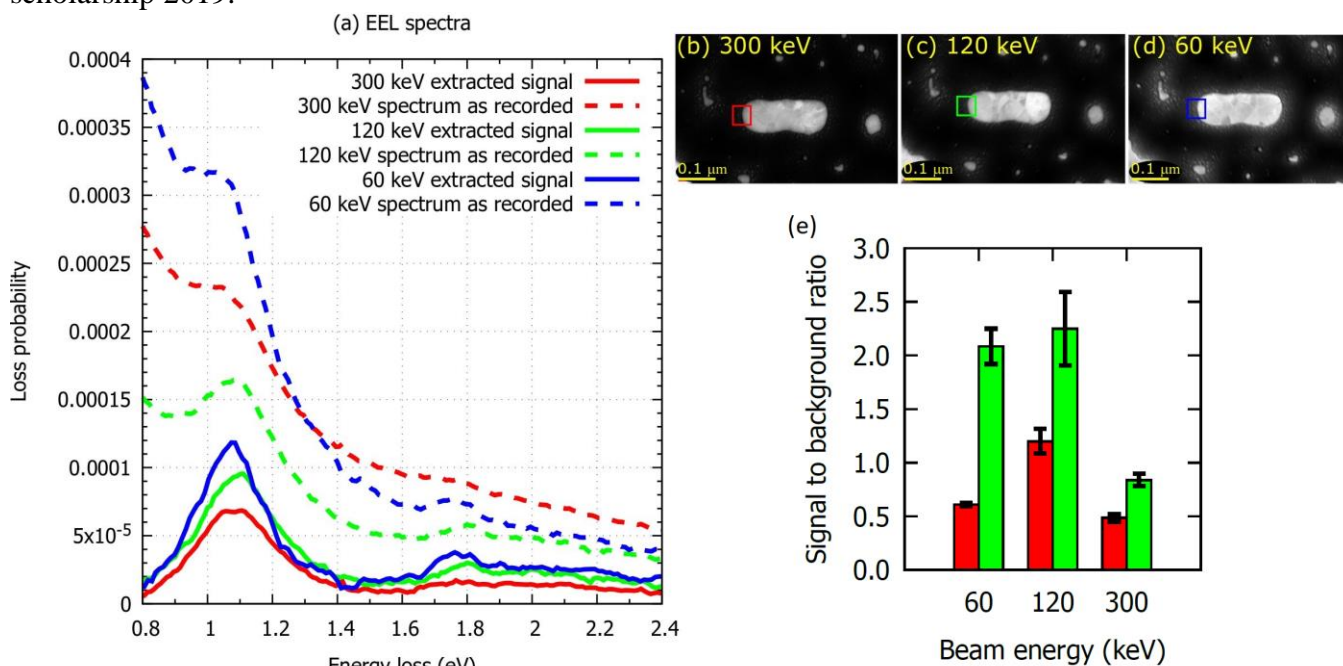 scholarship 2019.
(a) EEL spectra
0.0004
0.00035
0.0003
0.00025
0.0002
0.00015
0.0001
5x10⁻⁵
0
Loss probability
300 keV extracted signal
300 keV spectrum as recorded
120 keV extracted signal
120 keV spectrum as recorded
60 keV extracted signal
60 keV spectrum as recorded
0.8 1 1.2 1.4 1.6 1.8 2 2.2 2.4
Energy loss (eV)
(b) 300 keV
0.1 µm
(c) 120 keV
0.1 µm
(d) 60 keV
0.1 µm
(e)
3.0
2.5
2.0
1.5
1.0
0.5
0.0
Signal to background ratio
60 120 300
Beam energy (keV)